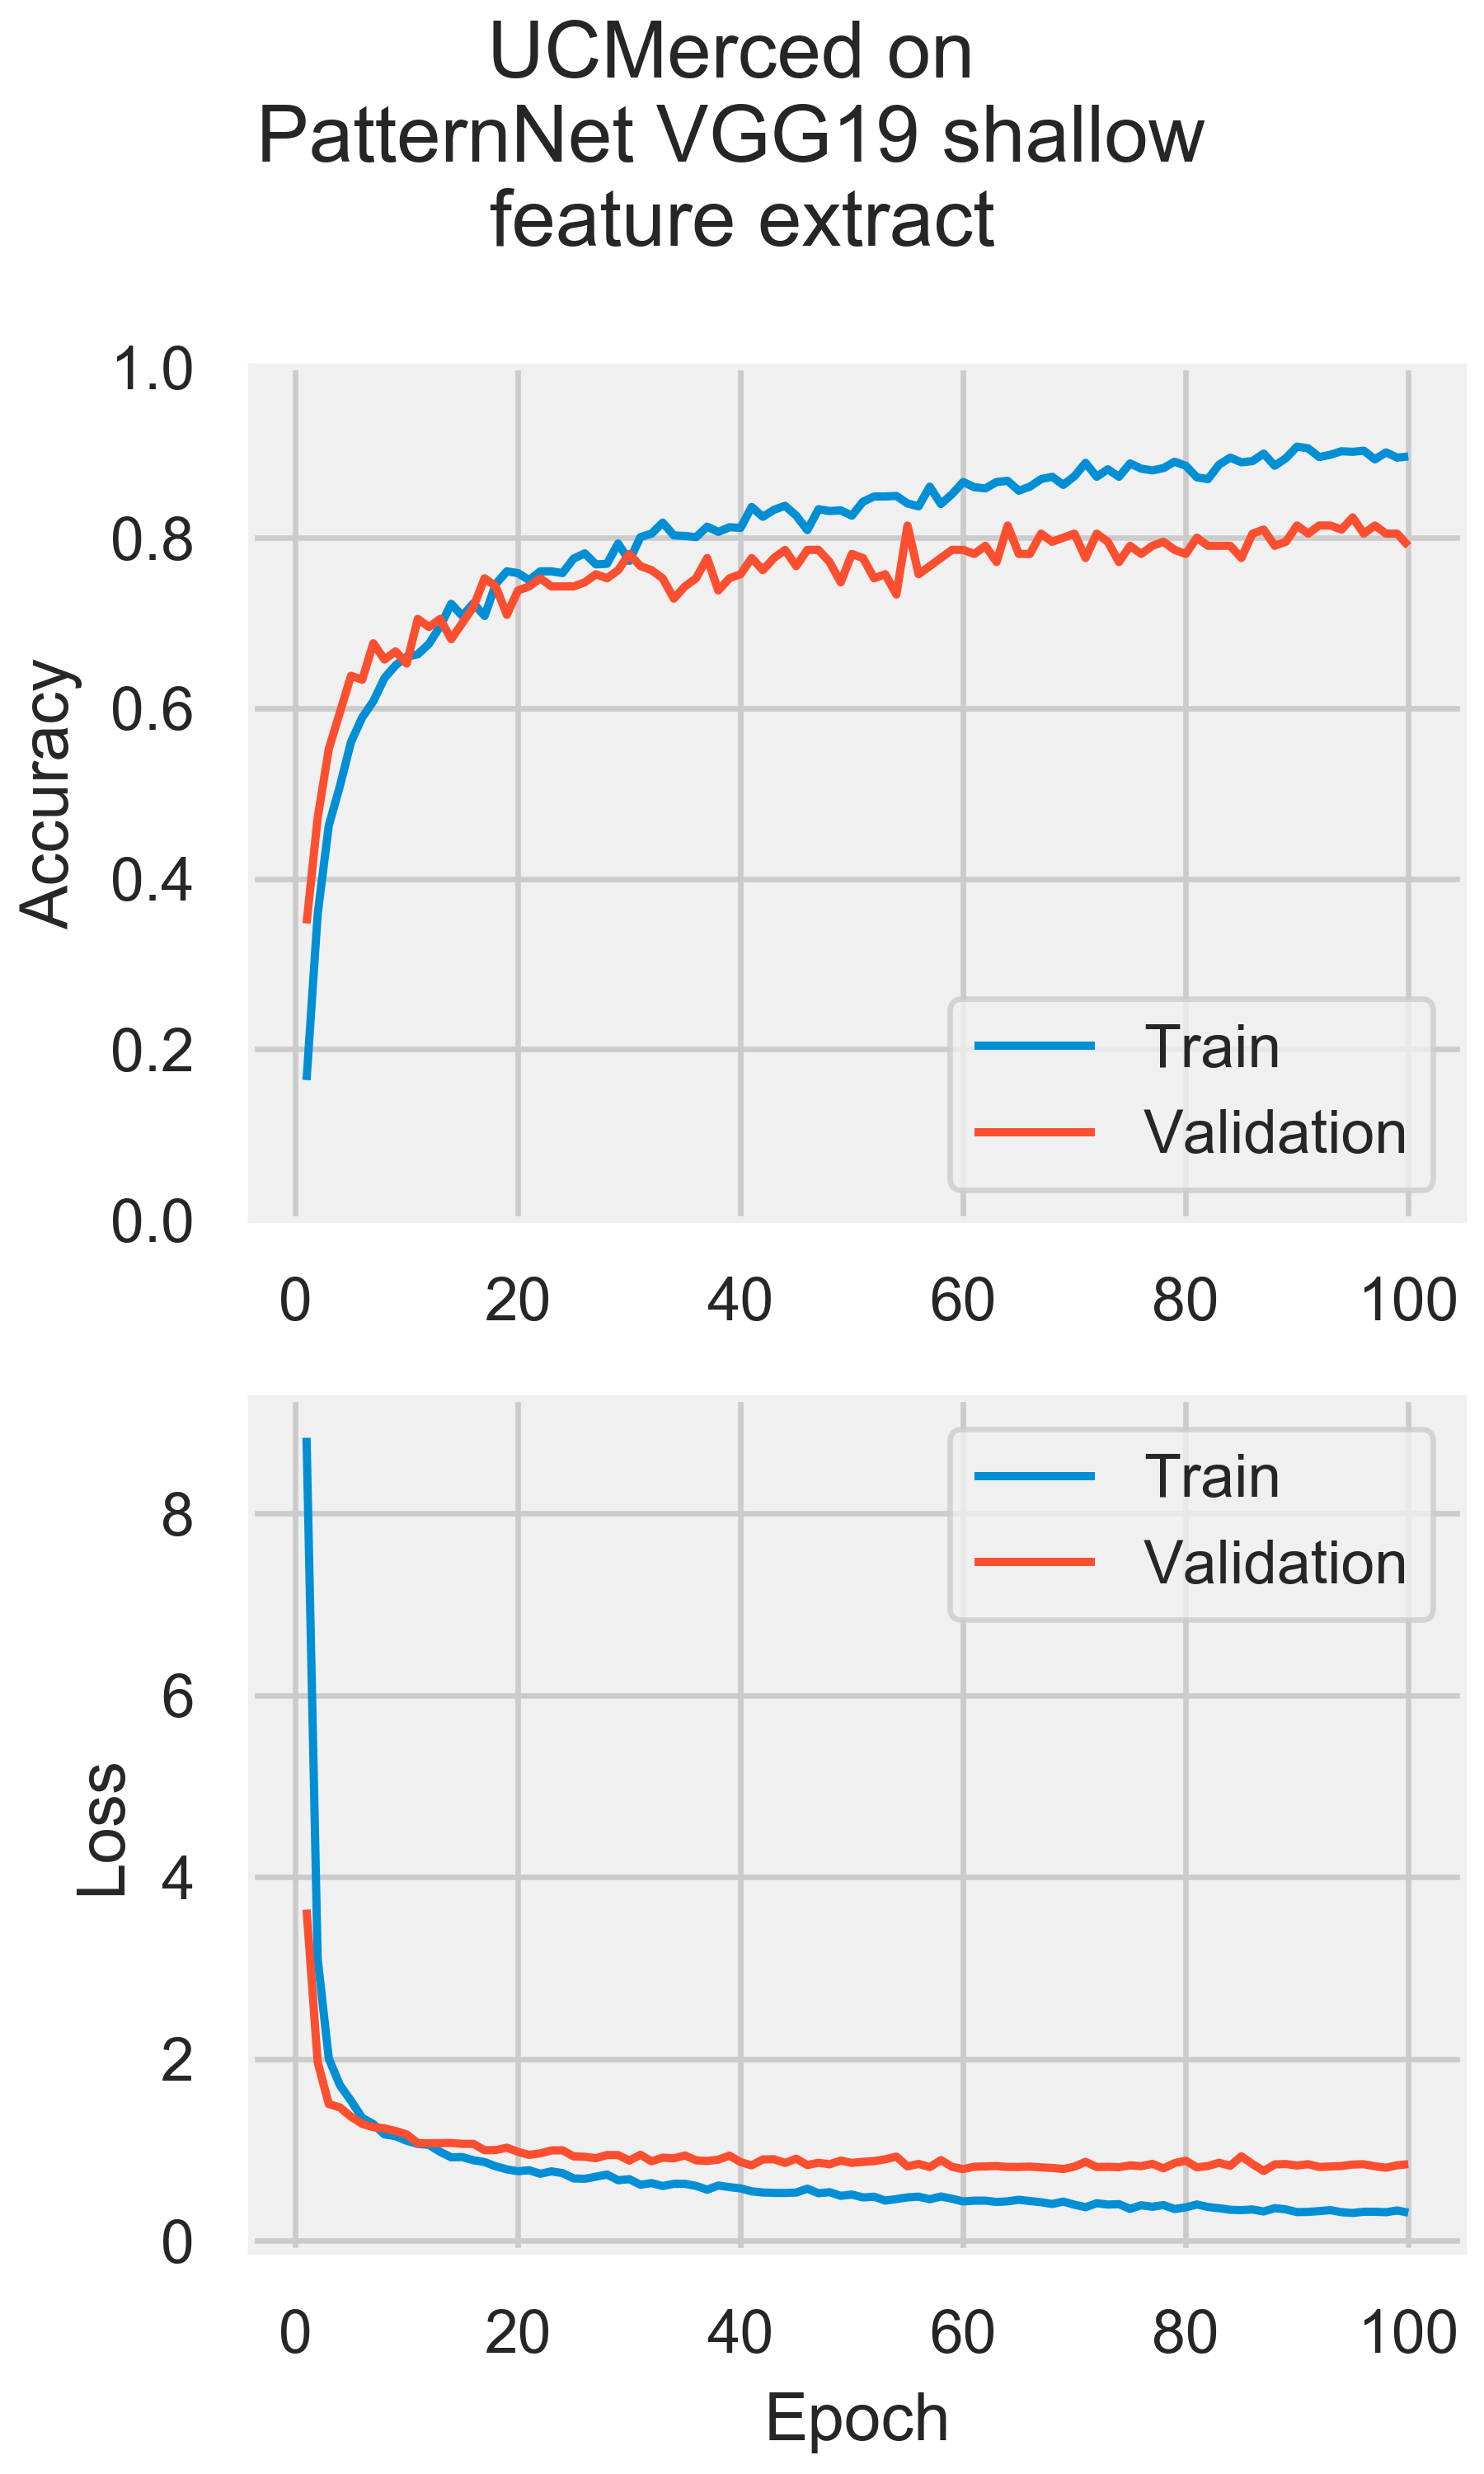 UCMerced on
PatternNet VGG19 shallow
feature extract
1.0
0.8
0.6
0.4
0.2
0.0
Accuracy
Train
Validation
0 20 40 60 80 100
8
6
4
2
0
Loss
Train
Validation
0 20 40 60 80 100
Epoch